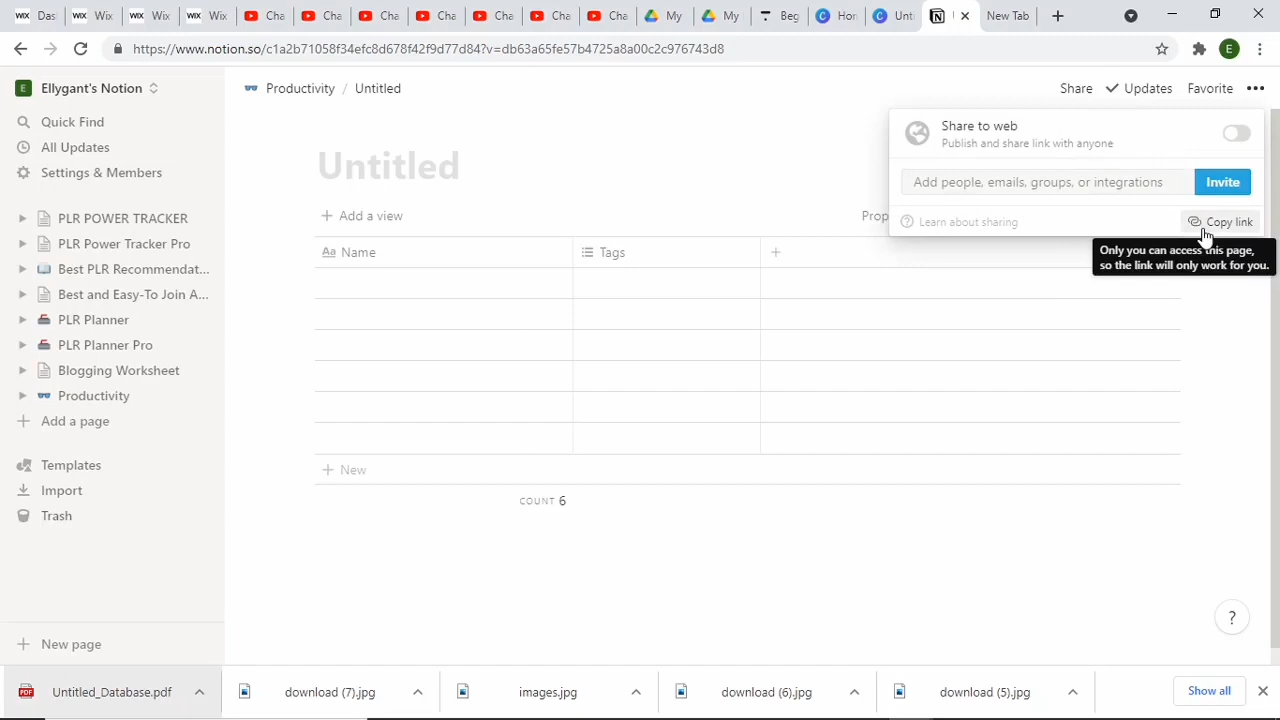 Das
Wix
Wix
Wix
Cha
Cha
Cha
Cha
Cha
Cha
Cha
My
My
Beg
Hor
Unt
New Tab
https://www.notion.so/c1a2b71058f34efc8d678f42f9d77d84?v=db63a65fe57b4725a8a00c2c976743d8
E
E Ellygant's Notion
Productivity / Untitled
Share
Updates
Favorite
Quick Find
All Updates
Settings & Members
PLR POWER TRACKER
PLR Power Tracker Pro
Best PLR Recommendat...
Best and Easy-To Join A...
PLR Planner
PLR Planner Pro
Blogging Worksheet
Productivity
Add a page
Templates
Import
Trash
New page
Untitled
Add a view
Prop
Name
Tags
New
COUNT 6
Share to web
Publish and share link with anyone
Add people, emails, groups, or integrations
Invite
Learn about sharing
Copy link
Only you can access this page,
so the link will only work for you.
?
Untitled_Database.pdf
download (7).jpg
images.jpg
download (6).jpg
download (5).jpg
Show all